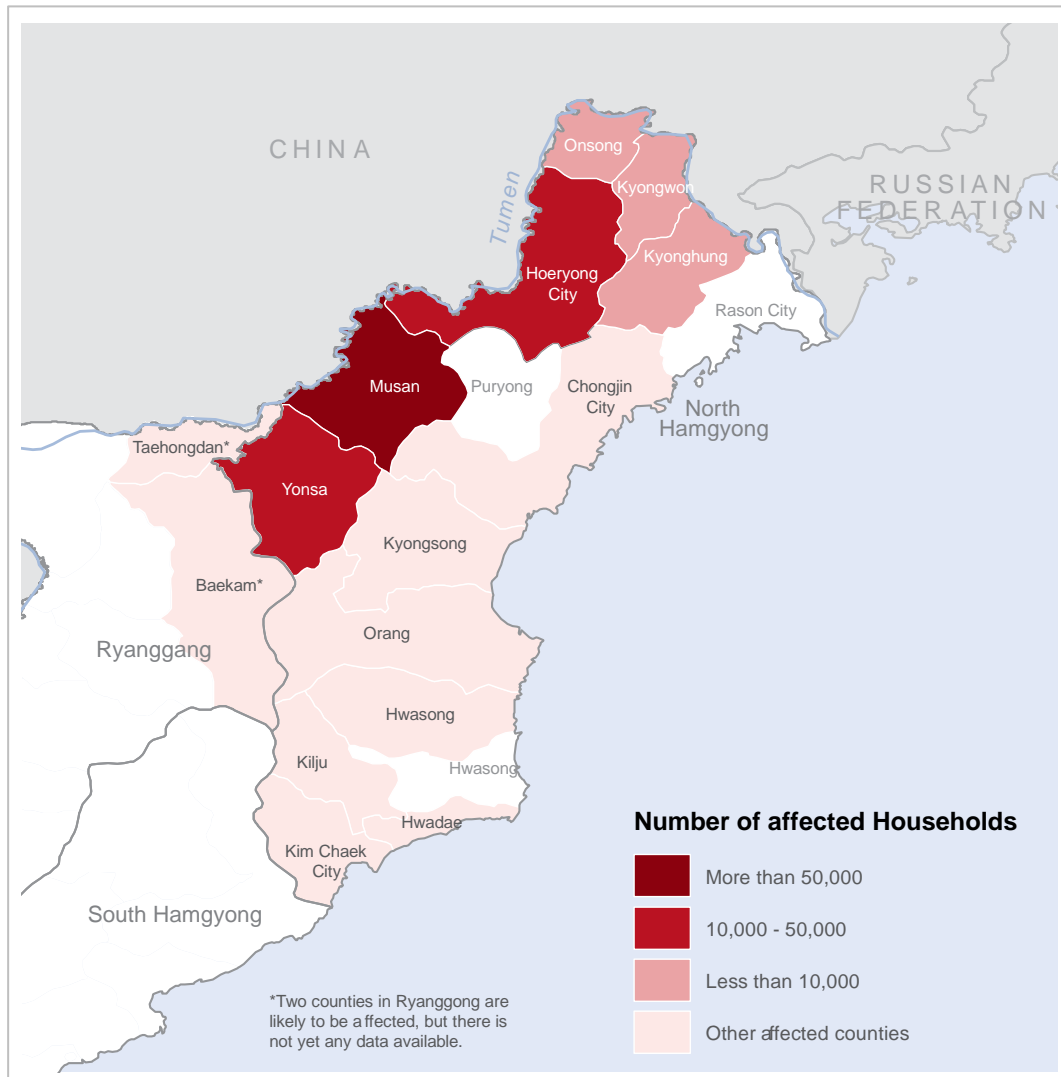 CHINA
Tumen
Onsong
Kyongwon
RUSSIAN
FEDERATION
Kyonghung
Hoeryong
City
Rason City
Musan
Puryong
Chongjin
City
North
Hamgyong
Taehongdan*
Yonsa
Kyongsong
Baekam*
Orang
Ryanggang
Hwasong
Kilju
Hwasong
Hwadae
Kim Chaek
City
South Hamgyong
Number of affected Households
More than 50,000
10,000 - 50,000
Less than 10,000
Other affected counties
*Two counties in Ryanggong are
likely to be affected, but there is
not yet any data available.